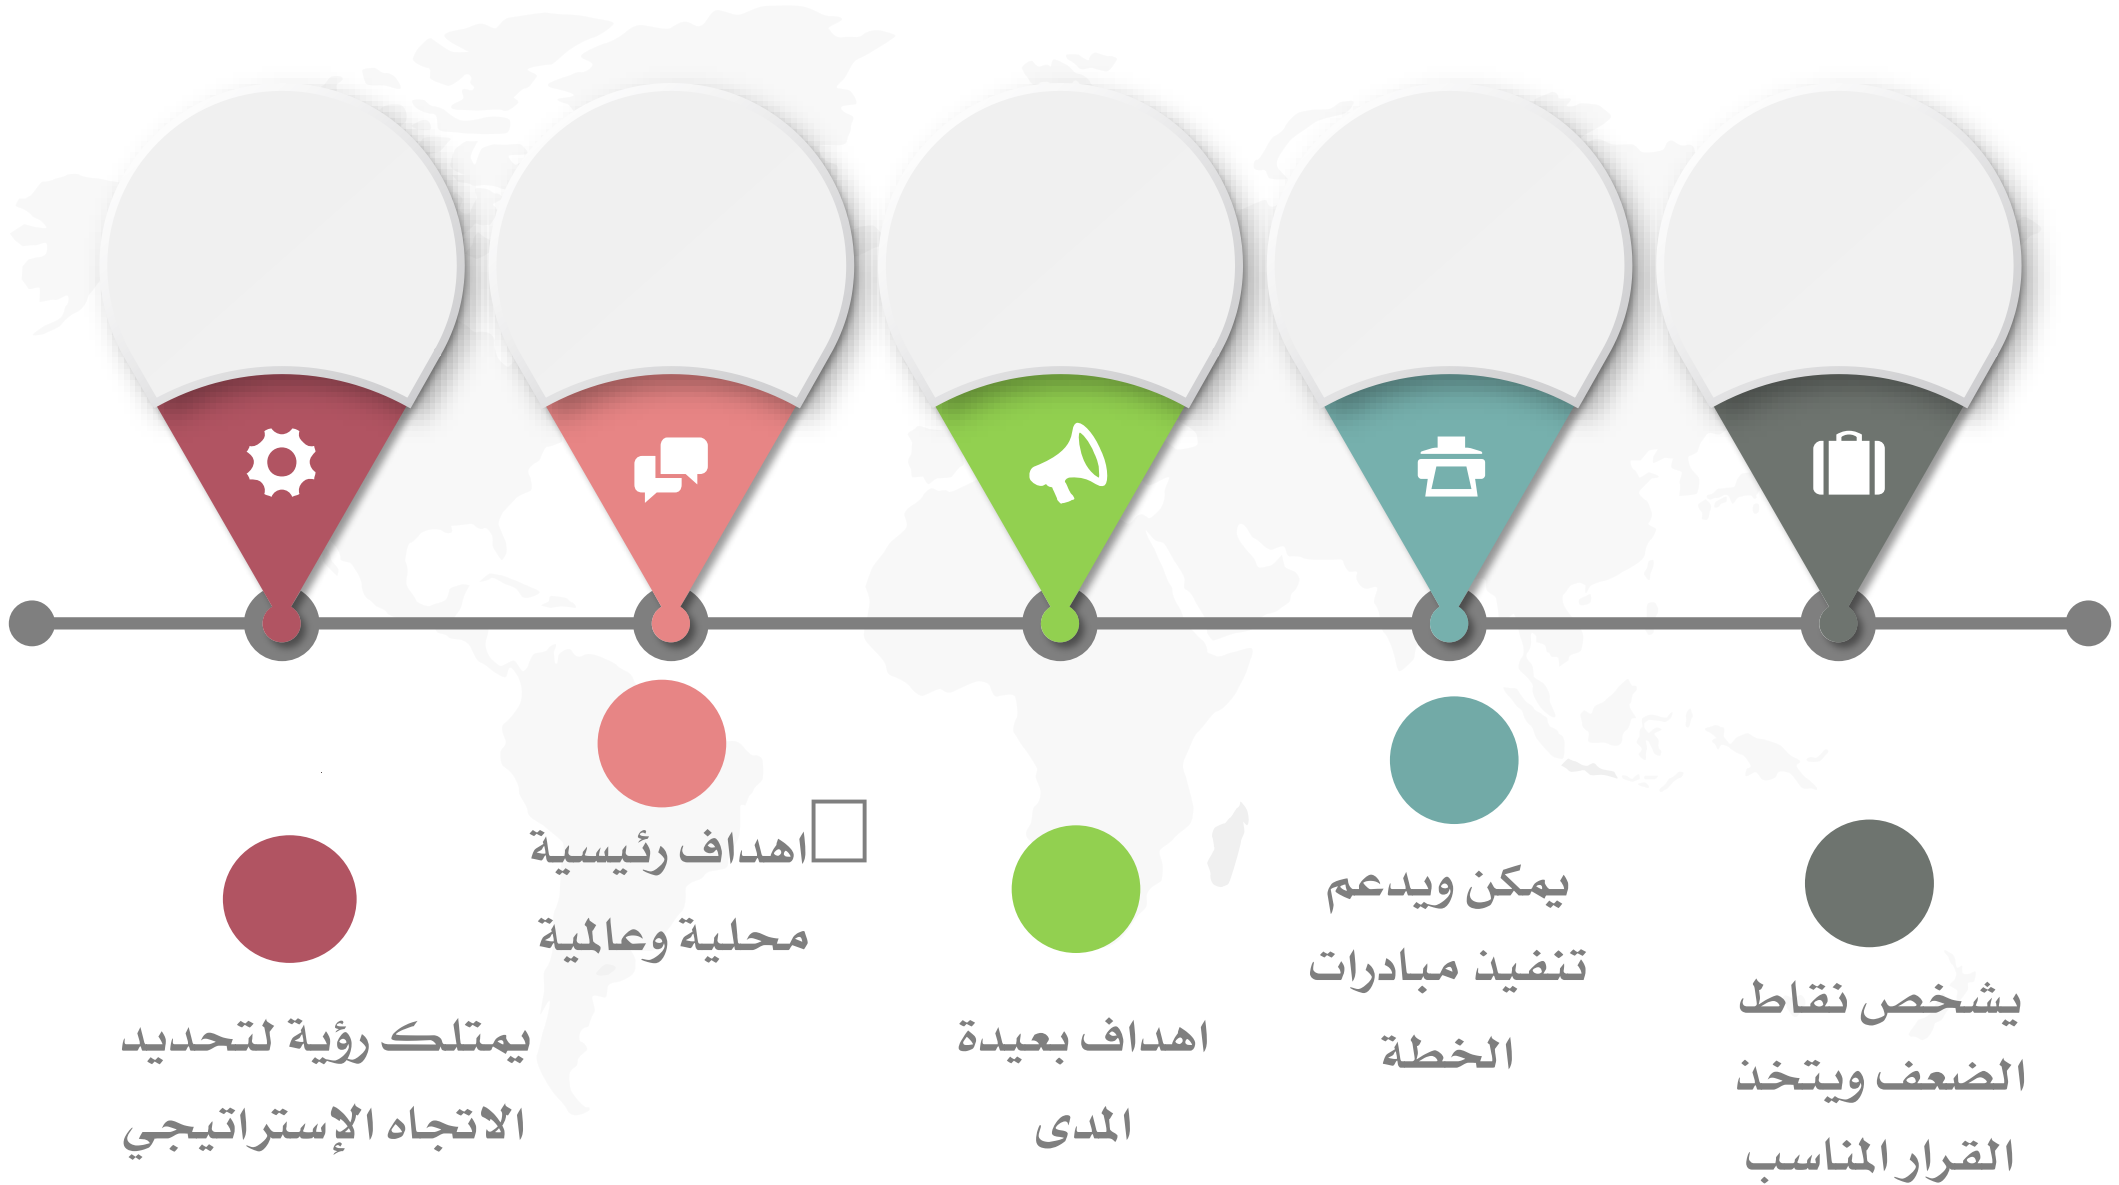 يشخص نقاط
الضعف ويتخذ
القرار المناسب
يمكن ويدعم
تنفيذ مبادرات
الخطة
اهداف بعيدة
المدى
اهداف رئيسية
محلية وعالمية
يمتلك رؤية لتحديد
الاتجاه الإستراتيجي